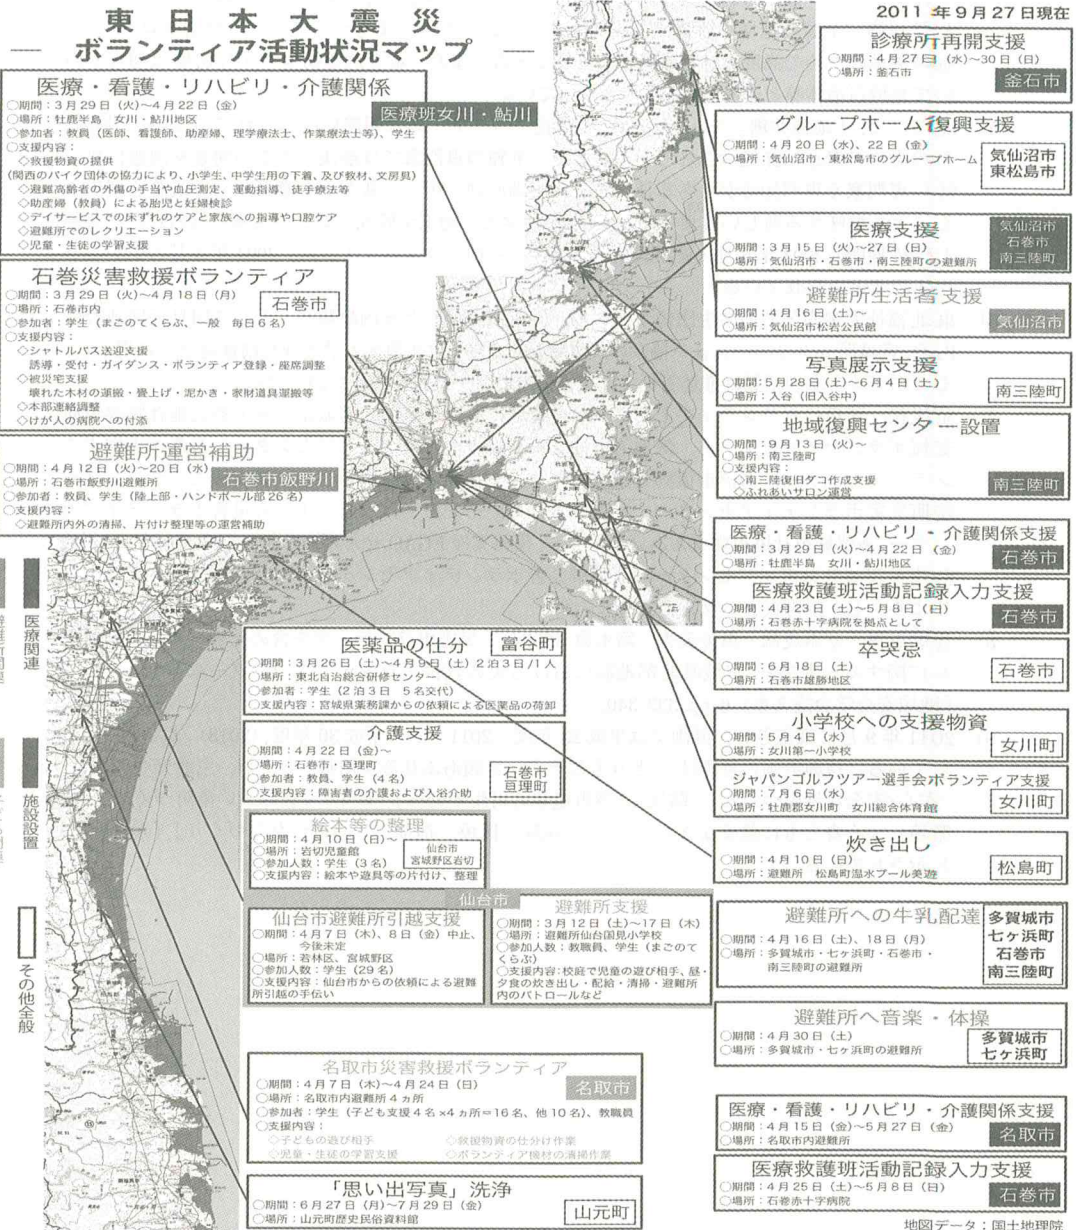 東日本大震災
ボランティア活動状況マップ
2011年9月27日現在
医療・看護・リハビリ・介護関係
○期間：3月29日（火）～4月22日（金）
○場所：牡鹿半島 女川・鮎川地区
○参加者：教員（医師、看護師、助産婦、理学療法士、作業療法士等）、学生
○支援内容：
◇救援物資の提供
（関西のバイク団体の協力により、小学生、中学生用の下着、及び教材、文房具）
◇避難高齢者の外傷の手当や血圧測定、運動指導、徒手療法等
◇助産婦（教員）による胎児と妊婦検診
◇デイサービスでの床ずれのケアと家族への指導や口腔ケア
◇避難所でのレクリエーション
◇児童・生徒の学習支援
医療班女川・鮎川
石巻災害救援ボランティア
○期間：3月29日（火）～4月18日（月）
○場所：石巻市内
○参加者：学生（まごのてくらぶ、一般 毎日6名）
○支援内容：
◇シャトルバス送迎支援
誘導・受付・ガイダンス・ボランティア登録・座席調整
◇被災宅支援
壊れた木材の運搬・畳上げ・泥かき・家財道具運搬等
◇本部連絡調整
◇けが人の病院への付添
石巻市
避難所運営補助
○期間：4月12日（火）～20日（水）
○場所：石巻市飯野川避難所
○参加者：教員、学生（陸上部・ハンドボール部26名）
○支援内容：
◇避難所内外の清掃、片付け整理等の運営補助
石巻市飯野川
医療関連
施設設置
その他全般
医薬品の仕分
富谷町
○期間：3月26日（土）～4月9日（土）2泊3日/1人
○場所：東北自治総合研修センター
○参加者：学生（2泊3日 5名交代）
○支援内容：宮城県薬務課からの依頼による医薬品の荷卸
介護支援
○期間：4月22日（金）～
○場所：石巻市・亘理町
○参加者：教員、学生（4名）
○支援内容：障害者の介護および入浴介助
石巻市
亘理町
絵本等の整理
○期間：4月10日（日）～
○場所：岩切児童館
○参加人数：学生（3名）
○支援内容：絵本や遊具等の片付け、整理
仙台市
宮城野区岩切
仙台市
仙台市避難所引越支援
○期間：4月7日（木）、8日（金）中止、
今後未定
○場所：若林区、宮城野区
○参加人数：学生（29名）
○支援内容：仙台市からの依頼による避難
所引越の手伝い
避難所支援
○期間：3月12日（土）～17日（木）
○場所：避難所仙台国見小学校
○参加人数：教職員、学生（まごのて
くらぶ）
○支援内容：校庭で児童の遊び相手、昼・
夕食の炊き出し・配給・清掃・避難所
内のパトロールなど
名取市災害救援ボランティア
○期間：4月7日（木）～4月24日（日）
○場所：名取市内避難所4ヵ所
○参加者：学生（子ども支援4名×4ヵ所＝16名、他10名）、教職員
○支援内容：
◇子どもの遊び相手 ◇救援物資の仕分け作業
◇児童・生徒の学習支援 ◇ボランティア機材の清掃作業
名取市
「思い出写真」洗浄
○期間：6月27日（月）～7月29日（金）
○場所：山元町歴史民俗資料館
山元町
診療所再開支援
○期間：4月27日（水）～30日（日）
○場所：釜石市
釜石市
グループホーム復興支援
○期間：4月20日（水）、22日（金）
○場所：気仙沼市・東松島市のグループホーム
気仙沼市
東松島市
医療支援
○期間：3月15日（火）～27日（日）
○場所：気仙沼市・石巻市・南三陸町の避難所
気仙沼市
石巻市
南三陸町
避難所生活者支援
○期間：4月16日（土）～
○場所：気仙沼市松岩公民館
気仙沼市
写真展示支援
○期間：5月28日（土）～6月4日（土）
○場所：入谷（旧入谷中）
南三陸町
地域復興センター設置
○期間：9月13日（火）～
○場所：南三陸町
○支援内容：
◇南三陸復旧ダコ作成支援
◇ふれあいサロン運営
南三陸町
医療・看護・リハビリ・介護関係支援
○期間：3月29日（火）～4月22日（金）
○場所：牡鹿半島 女川・鮎川地区
石巻市
医療救護班活動記録入力支援
○期間：4月23日（土）～5月8日（日）
○場所：石巻赤十字病院を拠点として
石巻市
卒哭忌
○期間：6月18日（土）
○場所：石巻市雄勝地区
石巻市
小学校への支援物資
○期間：5月4日（水）
○場所：女川第一小学校
女川町
ジャパンゴルフツアー選手会ボランティア支援
○期間：7月6日（水）
○場所：牡鹿郡女川町 女川総合体育館
女川町
炊き出し
○期間：4月10日（日）
○場所：避難所 松島町温水プール美遊
松島町
避難所への牛乳配達
○期間：4月16日（土）、18日（月）
○場所：多賀城市・七ヶ浜町・石巻市・
南三陸町の避難所
多賀城市
七ヶ浜町
石巻市
南三陸町
避難所へ音楽・体操
○期間：4月30日（土）
○場所：多賀城市・七ヶ浜町の避難所
多賀城市
七ヶ浜町
医療・看護・リハビリ・介護関係支援
○期間：4月15日（金）～5月27日（金）
○場所：名取市内避難所
名取市
医療救護班活動記録入力支援
○期間：4月25日（土）～5月8日（日）
○場所：石巻赤十字病院
石巻市
地図データ：国土地理院